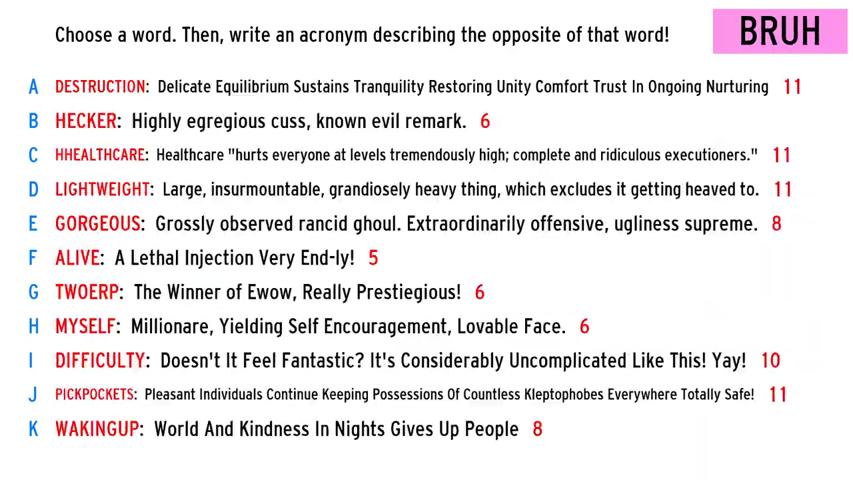 Choose a word. Then, write an acronym describing the opposite of that word!
BRUH
A DESTRUCTION: Delicate Equilibrium Sustains Tranquility Restoring Unity Comfort Trust In Ongoing Nurturing 11
B HECKER: Highly egregious cuss, known evil remark. 6
C HHEALTHCARE: Healthcare "hurts everyone at levels tremendously high; complete and ridiculous executioners." 11
D LIGHTWEIGHT: Large, insurmountable, grandiosely heavy thing, which excludes it getting heaved to. 11
E GORGEOUS: Grossly observed rancid ghoul. Extraordinarily offensive, ugliness supreme. 8
F ALIVE: A Lethal Injection Very End-ly! 5
G TWOERP: The Winner of Ewow, Really Prestiegious! 6
H MYSELF: Millionare, Yielding Self Encouragement, Lovable Face. 6
I DIFFICULTY: Doesn't It Feel Fantastic? It's Considerably Uncomplicated Like This! Yay! 10
J PICKPOCKETS: Pleasant Individuals Continue Keeping Possessions Of Countless Kleptophobes Everywhere Totally Safe! 11
K WAKINGUP: World And Kindness In Nights Gives Up People 8